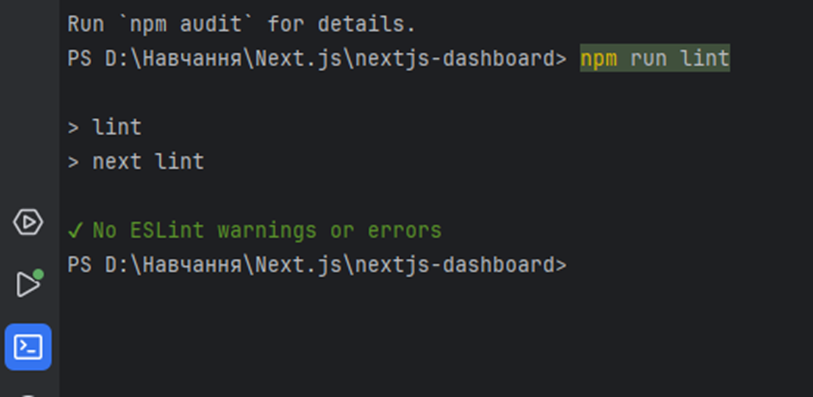 Run `npm audit` for details.
PS D:\Навчання\Next.js\nextjs-dashboard> npm run lint
> lint
> next lint
✓ No ESLint warnings or errors
PS D:\Навчання\Next.js\nextjs-dashboard>